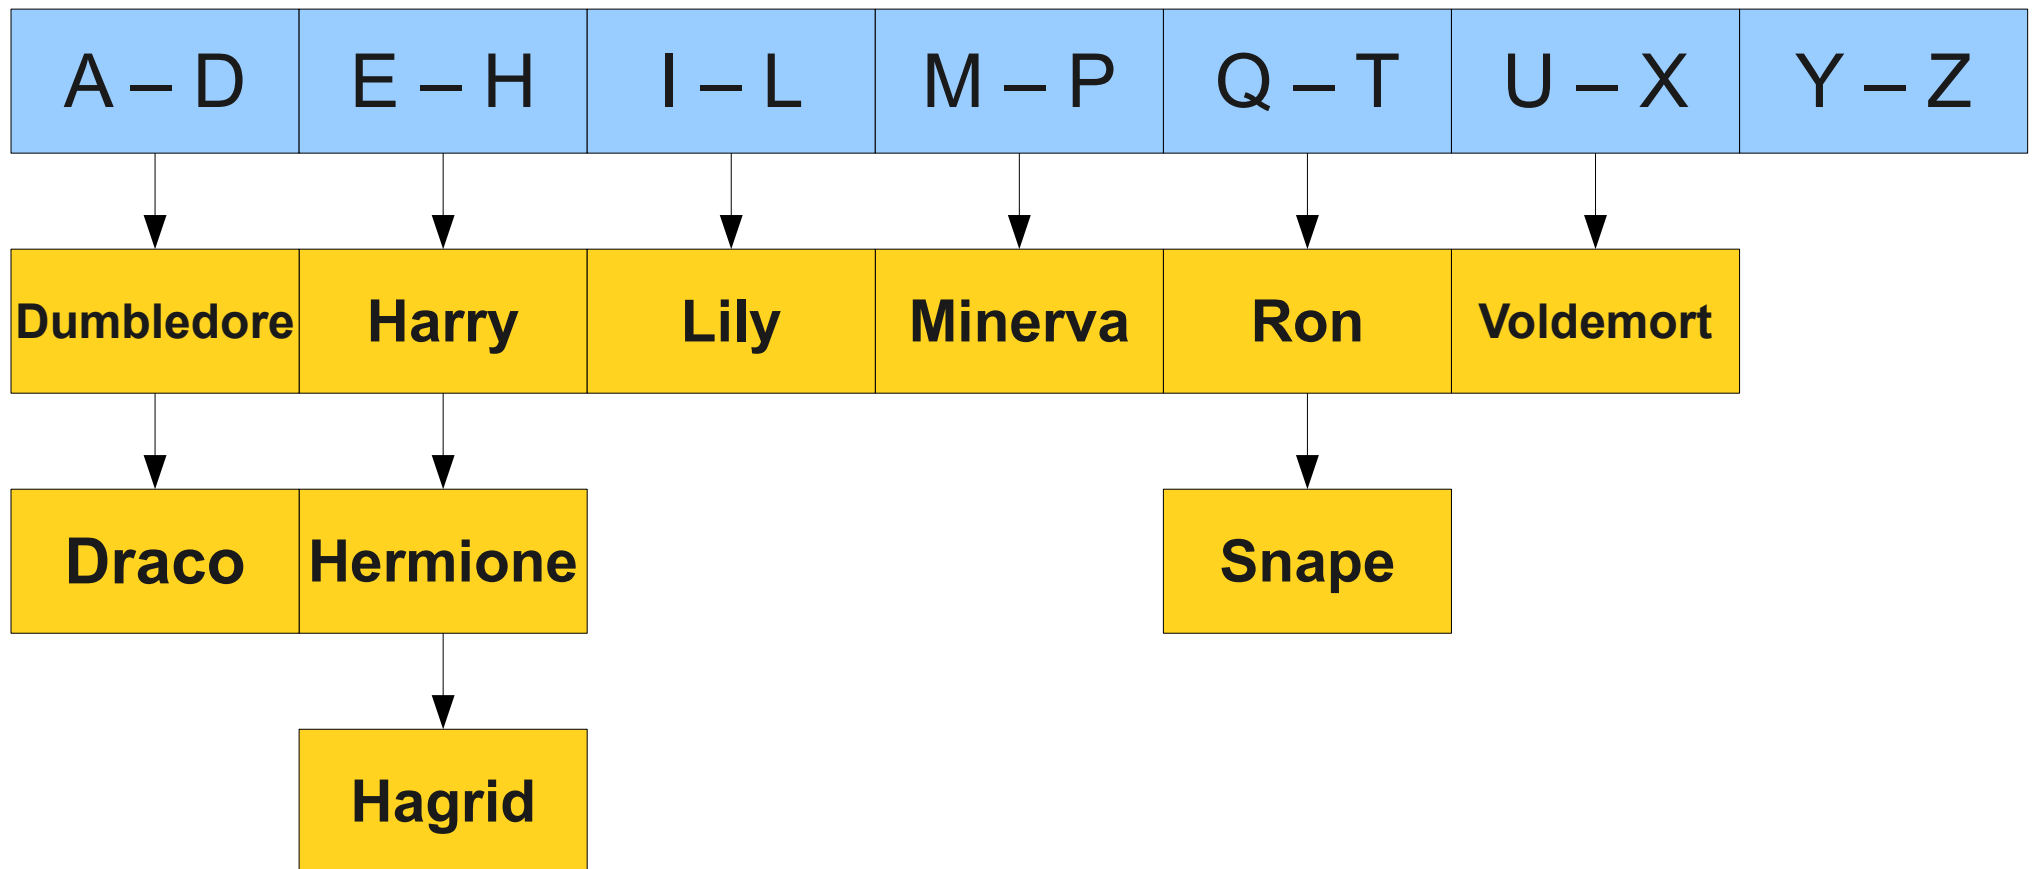 A – D E – H I – L M – P Q – T U – X Y – Z
Dumbledore Harry Lily Minerva Ron Voldemort
Draco Hermione Snape
Hagrid